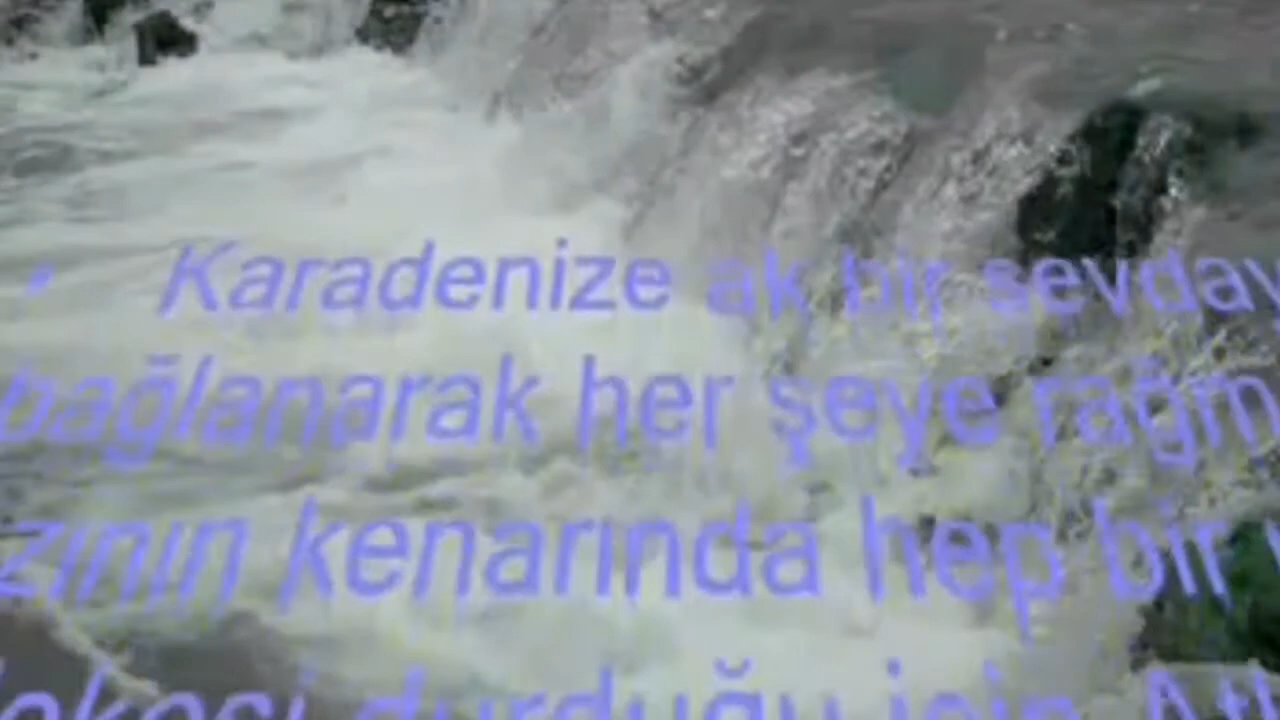 Karadenize ak bir sevday
bağlanarak her şeye rağm
zının kenarında hep bir
durduğu için